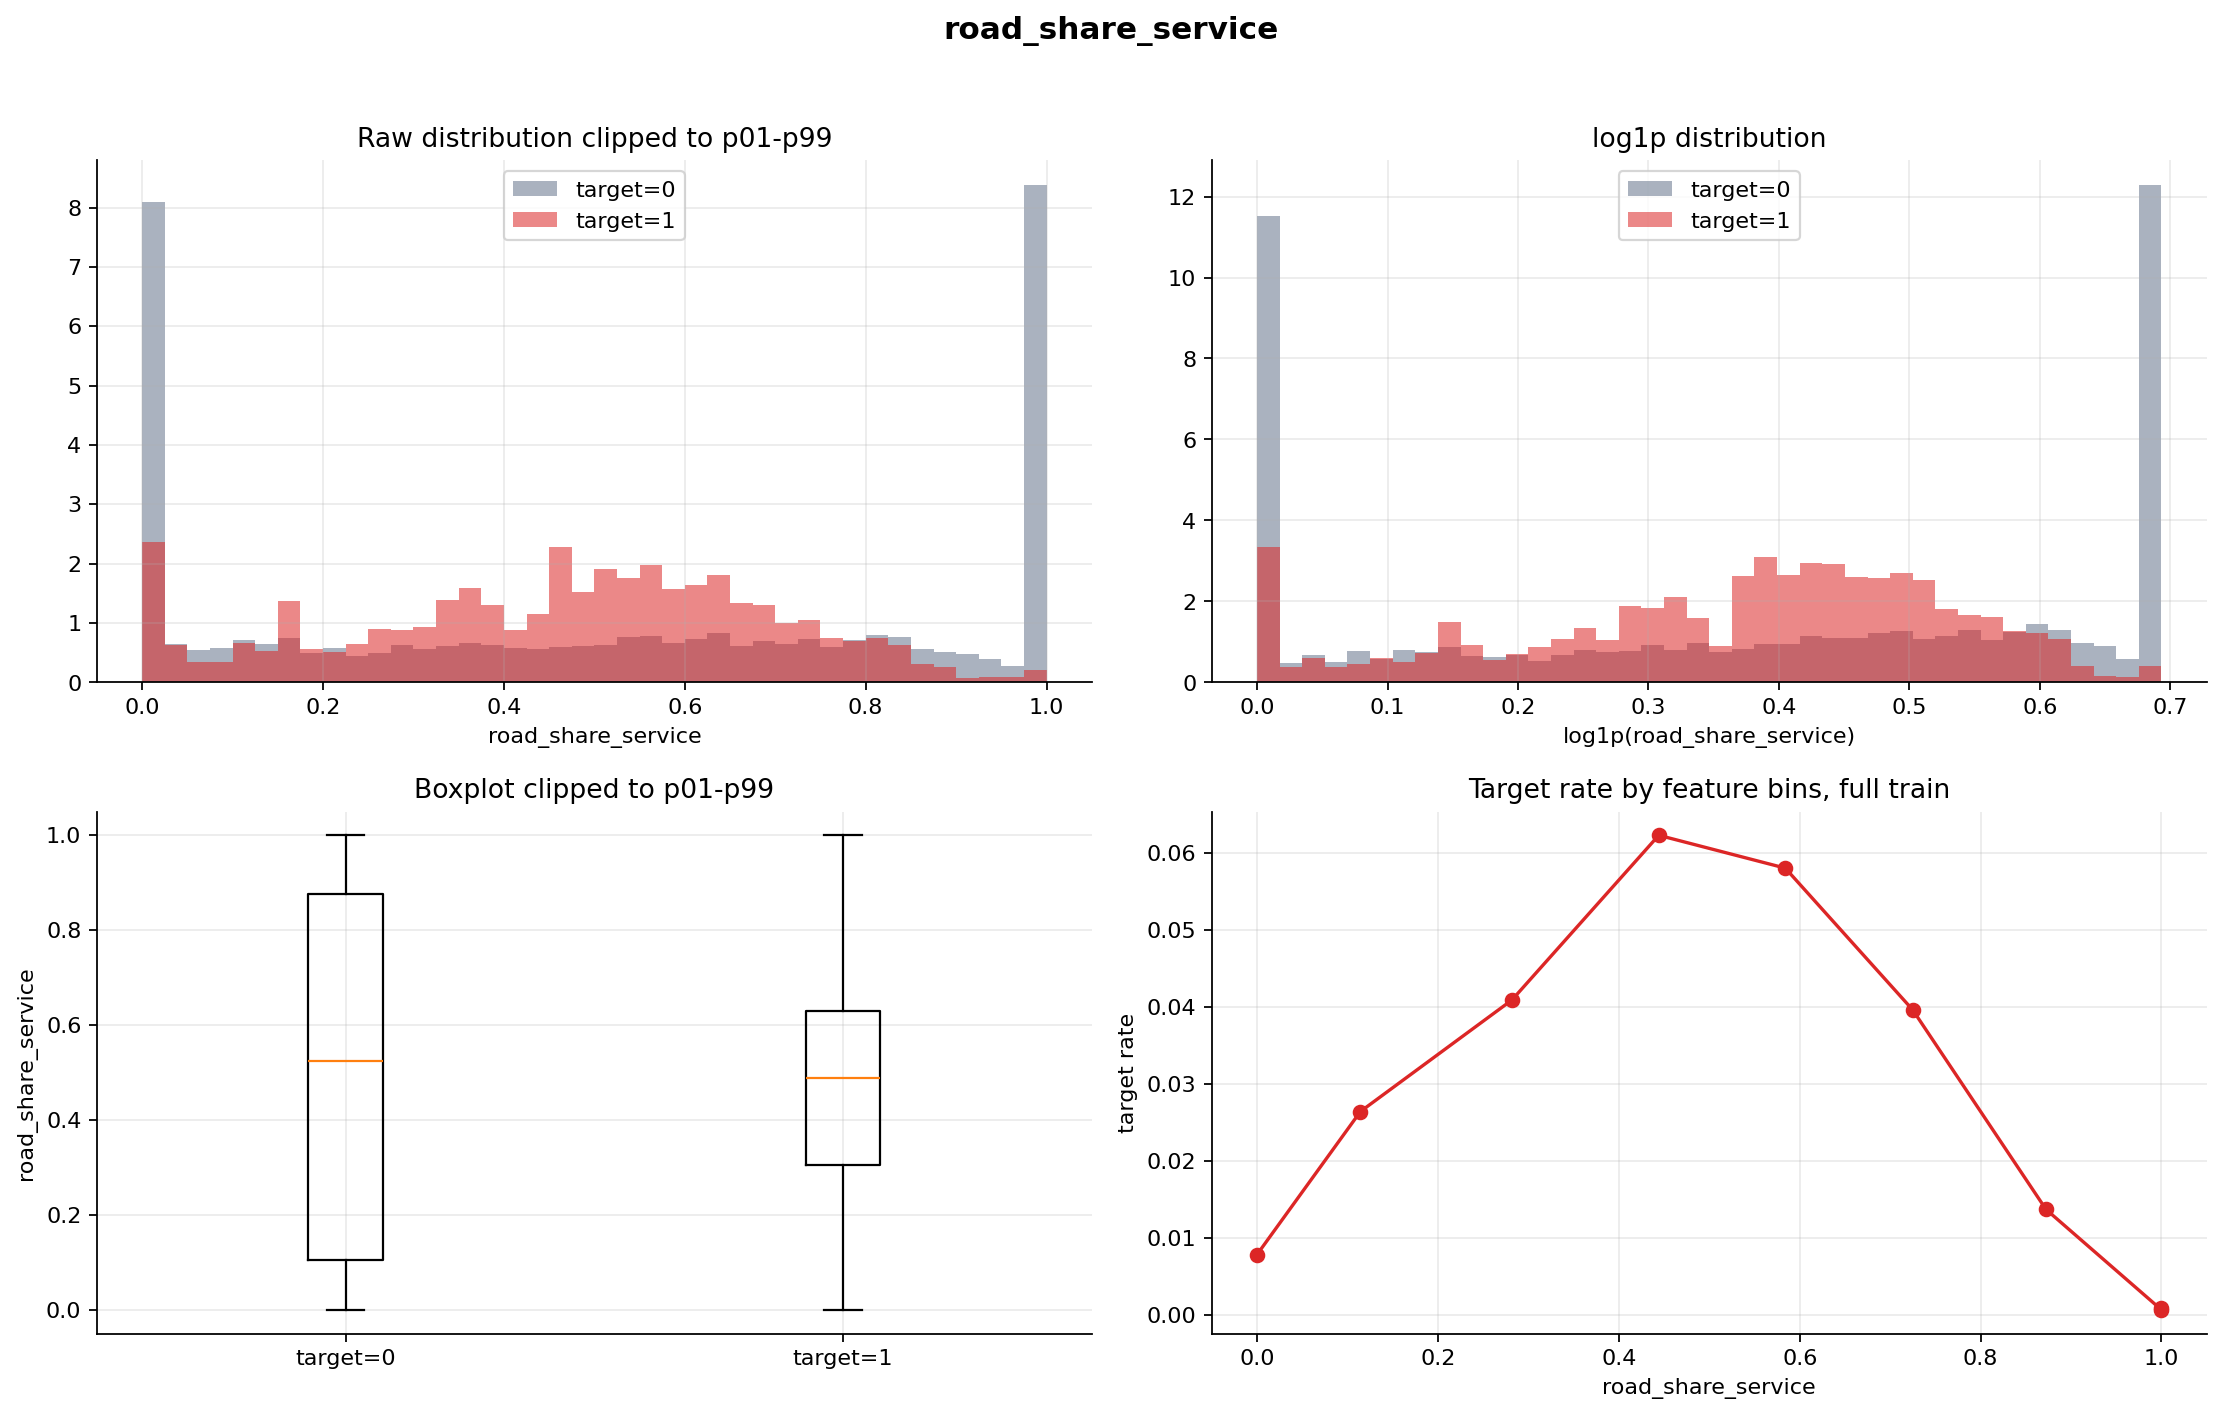 road_share_service
Raw distribution clipped to p01-p99
target=0
target=1
8
7
6
5
4
3
2
1
0
0.0 0.2 0.4 0.6 0.8 1.0
road_share_service
log1p distribution
target=0
target=1
12
10
8
6
4
2
0
0.0 0.1 0.2 0.3 0.4 0.5 0.6 0.7
log1p(road_share_service)
Boxplot clipped to p01-p99
road_share_service
1.0
0.8
0.6
0.4
0.2
0.0
target=0 target=1
Target rate by feature bins, full train
target rate
0.06
0.05
0.04
0.03
0.02
0.01
0.00
0.0 0.2 0.4 0.6 0.8 1.0
road_share_service